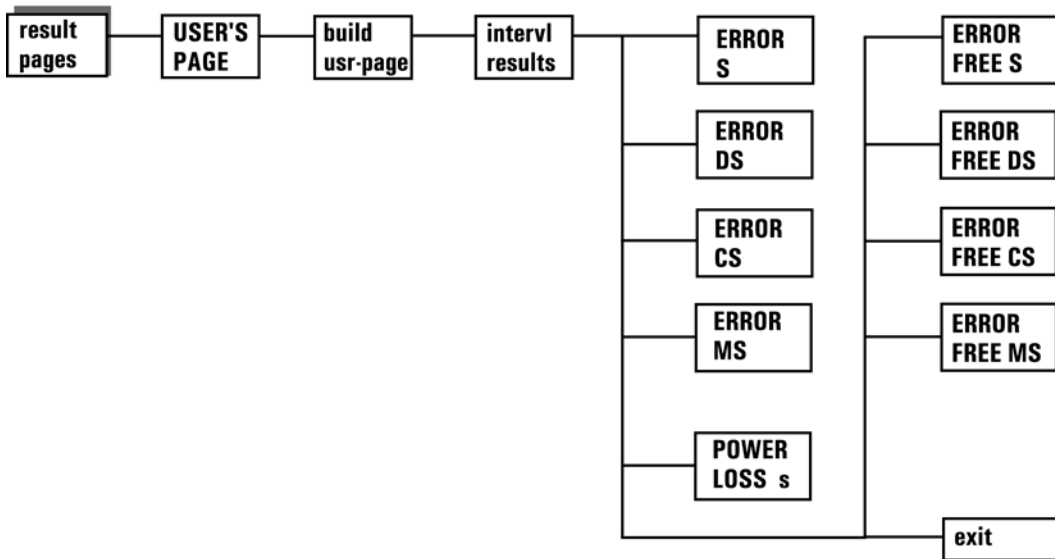 result
pages
USER'S
PAGE
build
usr-page
intervl
results
ERROR
S
ERROR
DS
ERROR
CS
ERROR
MS
POWER
LOSS s
ERROR
FREE S
ERROR
FREE DS
ERROR
FREE CS
ERROR
FREE MS
exit